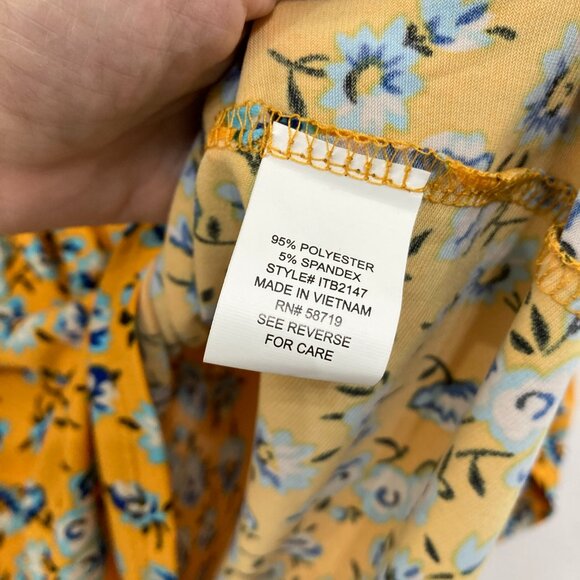 95% POLYESTER
5% SPANDEX
STYLE# ITB2147
MADE IN VIETNAM
RN# 58719
SEE REVERSE
FOR CARE